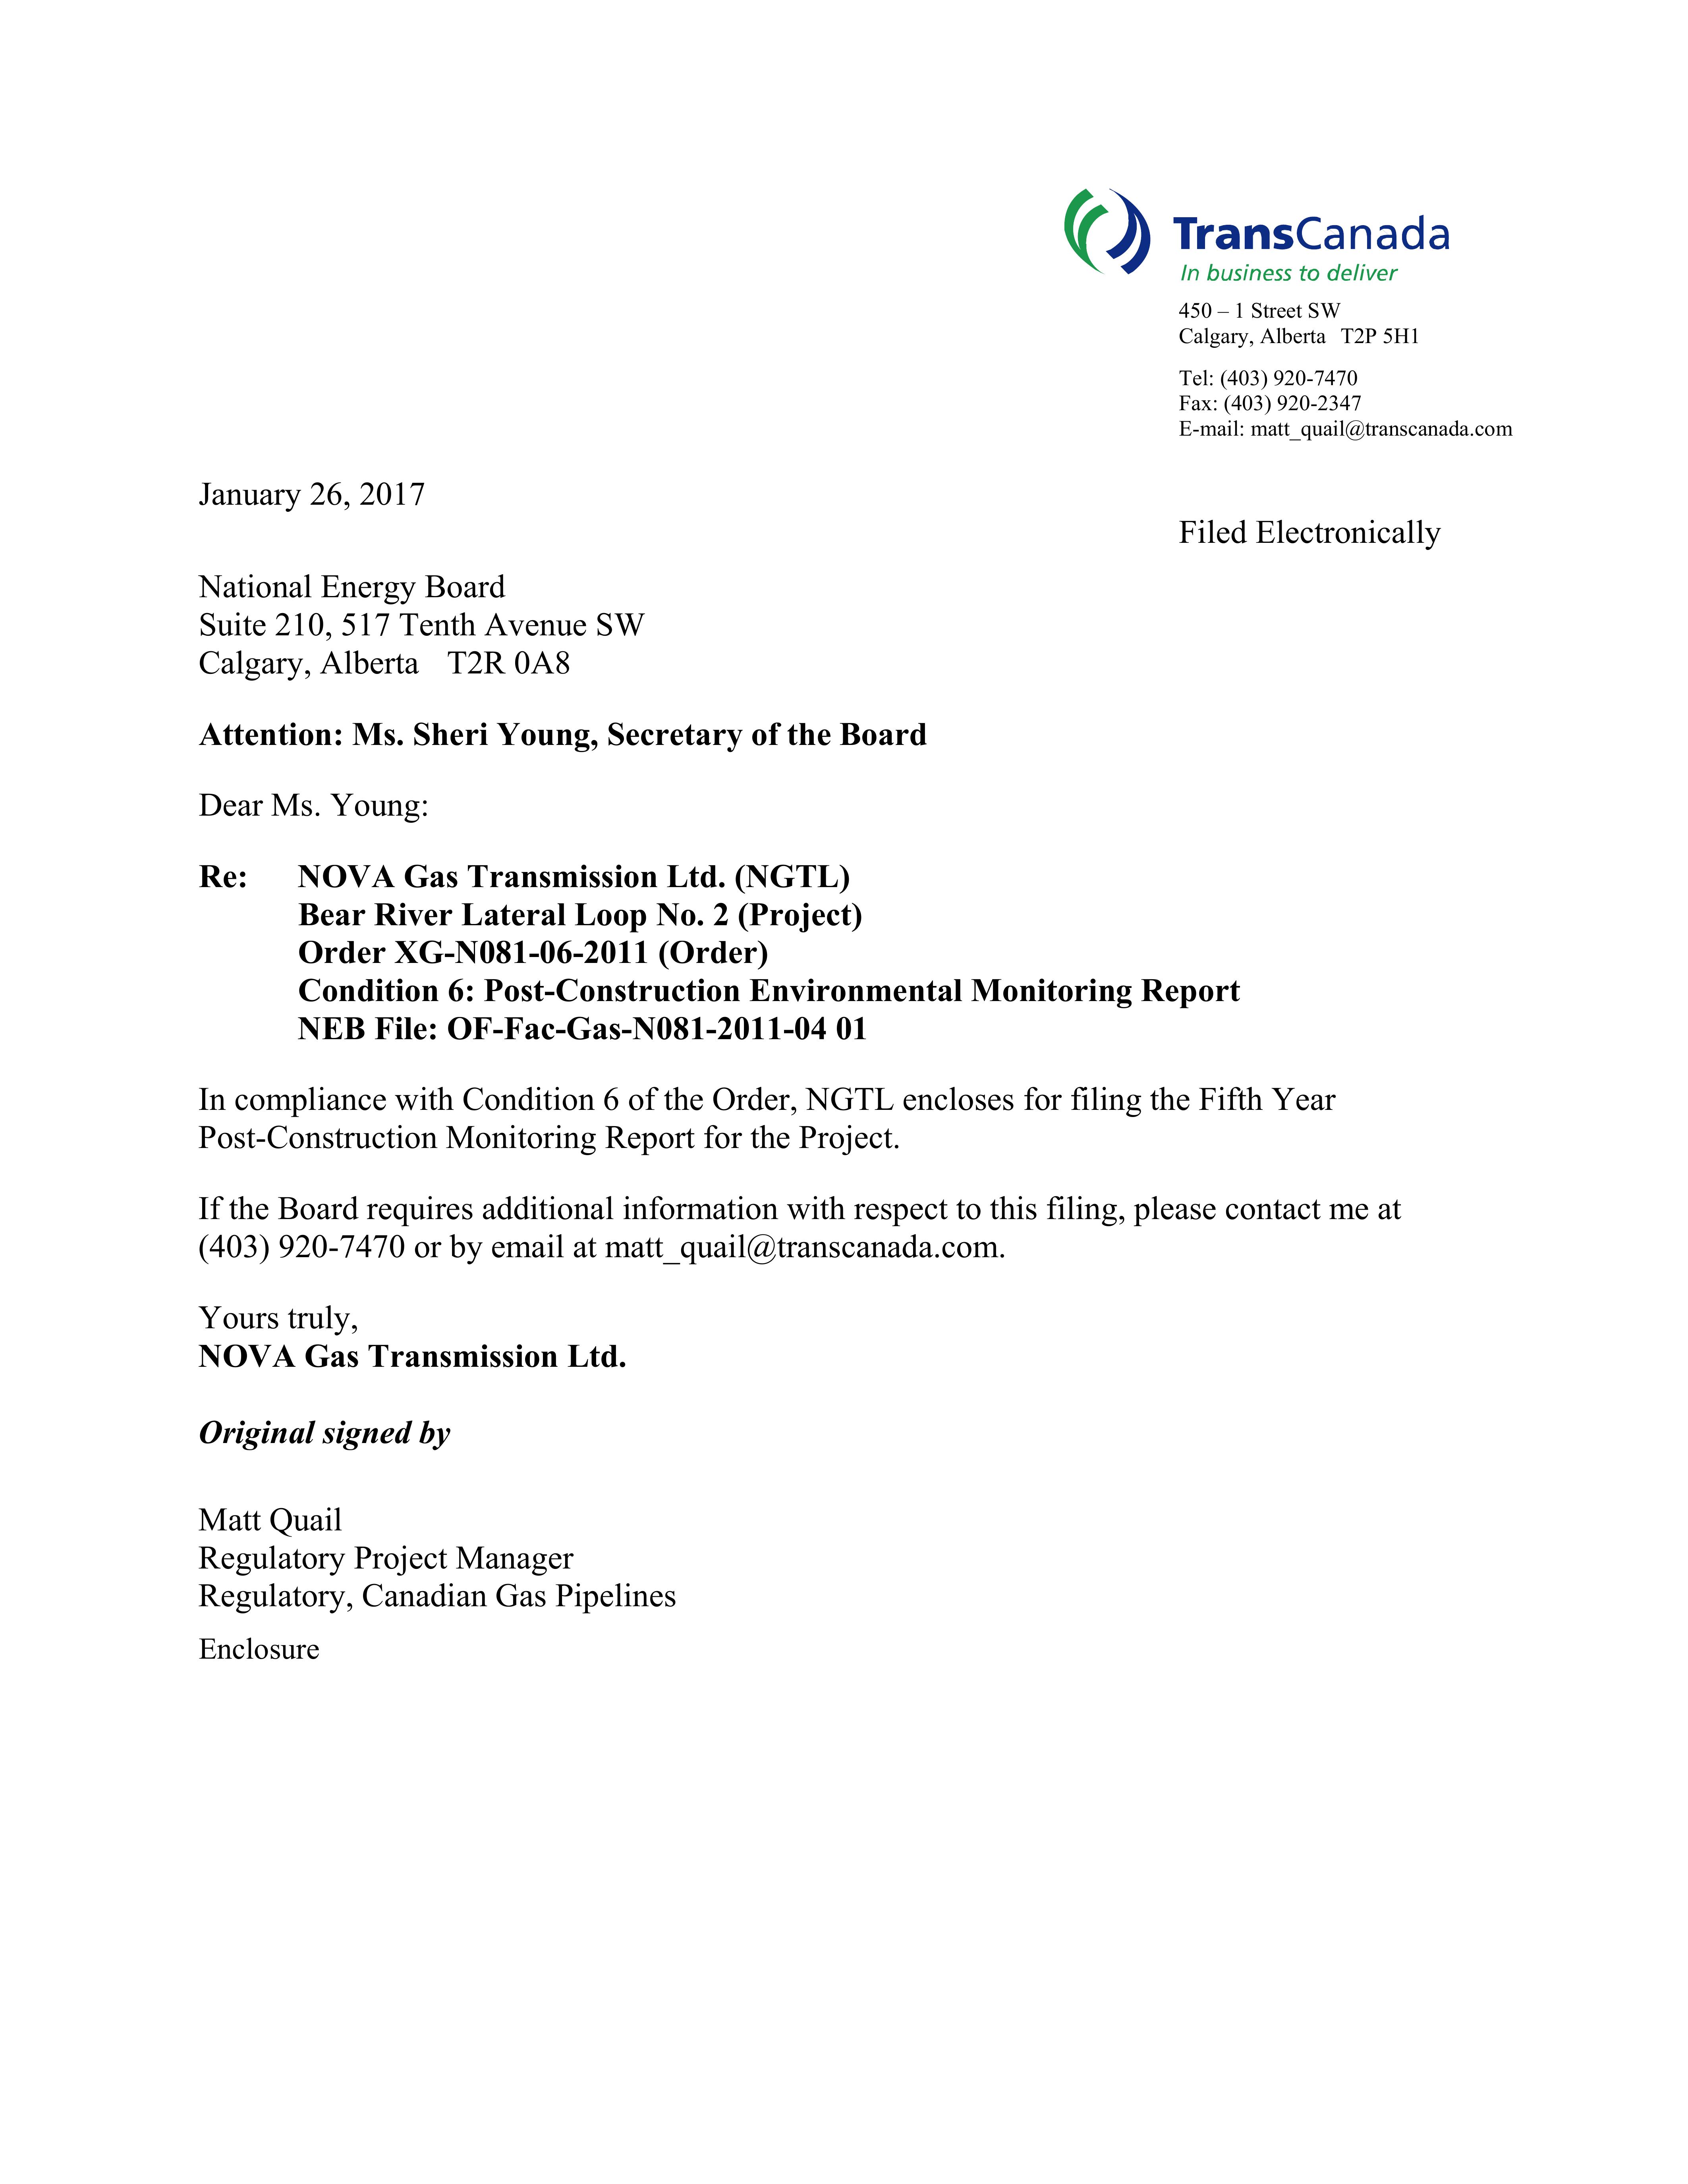 TransCanada
In business to deliver
450 – 1 Street SW
Calgary, Alberta T2P 5H1
Tel: (403) 920-7470
Fax: (403) 920-2347
E-mail: matt_quail@transcanada.com
January 26, 2017
Filed Electronically
National Energy Board
Suite 210, 517 Tenth Avenue SW
Calgary, Alberta T2R 0A8
Attention: Ms. Sheri Young, Secretary of the Board
Dear Ms. Young:
Re: NOVA Gas Transmission Ltd. (NGTL)
Bear River Lateral Loop No. 2 (Project)
Order XG-N081-06-2011 (Order)
Condition 6: Post-Construction Environmental Monitoring Report
NEB File: OF-Fac-Gas-N081-2011-04 01
In compliance with Condition 6 of the Order, NGTL encloses for filing the Fifth Year
Post-Construction Monitoring Report for the Project.
If the Board requires additional information with respect to this filing, please contact me at
(403) 920-7470 or by email at matt_quail@transcanada.com.
Yours truly,
NOVA Gas Transmission Ltd.
Original signed by
Matt Quail
Regulatory Project Manager
Regulatory, Canadian Gas Pipelines
Enclosure